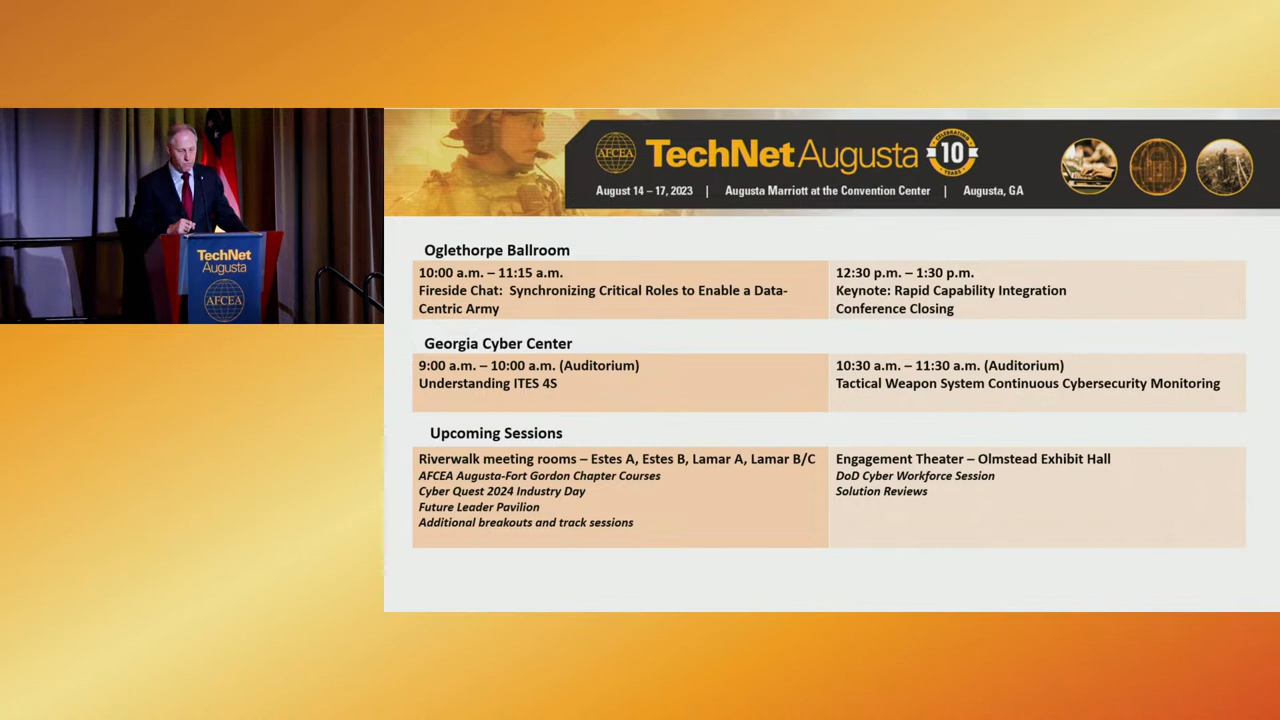 TechNet
Augusta
AFCEA
AFCEA
TechNet Augusta
CELEBRATING
10
YEARS
August 14 – 17, 2023 | Augusta Marriott at the Convention Center | Augusta, GA
Oglethorpe Ballroom
10:00 a.m. – 11:15 a.m.
Fireside Chat: Synchronizing Critical Roles to Enable a Data-
Centric Army
12:30 p.m. – 1:30 p.m.
Keynote: Rapid Capability Integration
Conference Closing
Georgia Cyber Center
9:00 a.m. – 10:00 a.m. (Auditorium)
Understanding ITES 4S
10:30 a.m. – 11:30 a.m. (Auditorium)
Tactical Weapon System Continuous Cybersecurity Monitoring
Upcoming Sessions
Riverwalk meeting rooms – Estes A, Estes B, Lamar A, Lamar B/C
AFCEA Augusta-Fort Gordon Chapter Courses
Cyber Quest 2024 Industry Day
Future Leader Pavilion
Additional breakouts and track sessions
Engagement Theater – Olmstead Exhibit Hall
DoD Cyber Workforce Session
Solution Reviews